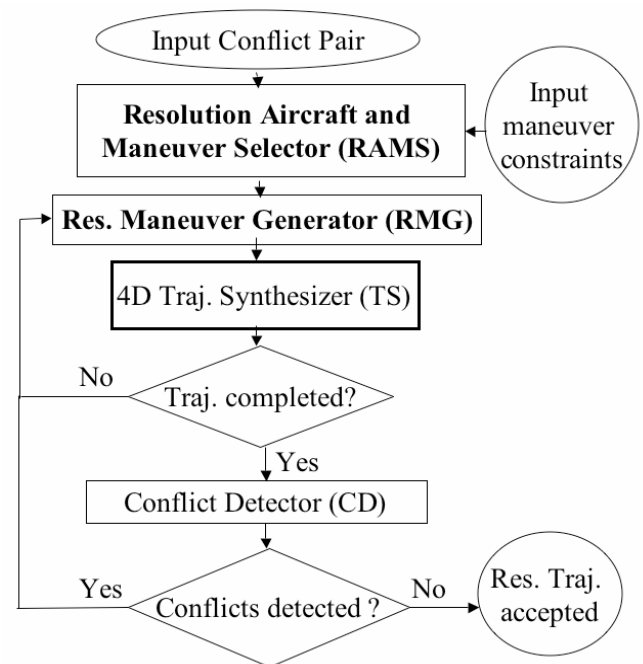 Input Conflict Pair
Resolution Aircraft and
Maneuver Selector (RAMS)
Input
maneuver
constraints
Res. Maneuver Generator (RMG)
4D Traj. Synthesizer (TS)
No
Traj. completed?
Yes
Conflict Detector (CD)
Yes
Conflicts detected ?
No
Res. Traj.
accepted